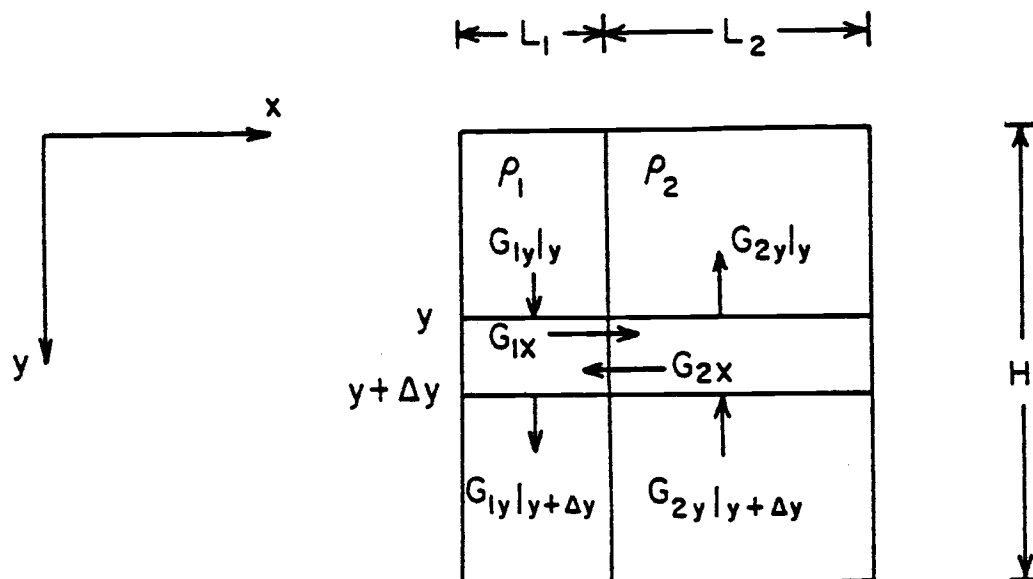 L₁ L₂
x
ρ₁ ρ₂
G₁y|y G₂y|y
y
G₁x
y G₂x H
y + Δy
G₁y|y+Δy G₂y|y+Δy